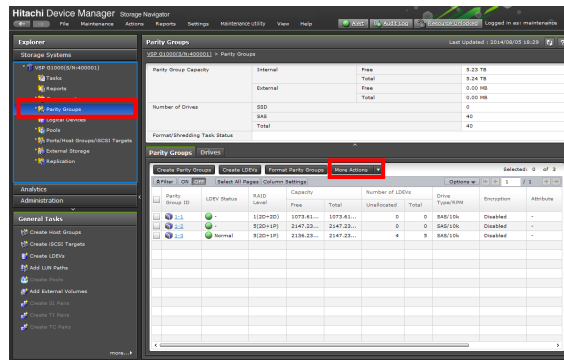 Hitachi Device Manager Storage Navigator
File Maintenance Actions Reports Settings Maintenance Utility View Help Alert Audit Log Resource Unlocked Logged in as: maintenance
Explorer
Storage Systems
VSP G1000(S/N:400001)
Tasks
Reports
Parity Groups
Logical Devices
Pools
Ports/Host Groups/iSCSI Targets
External Storage
Replication
Analytics
Administration
General Tasks
Create Host Groups
Create iSCSI Targets
Create LDEVs
Add LUN Paths
Create Pools
Add External Volumes
Create SI Pairs
Create TI Pairs
Create TC Pairs
more...
Parity Groups Last Updated : 2014/08/05 18:29
VSP G1000(S/N:400001) > Parity Groups
Parity Group Capacity Internal Free 5.23 TB
Total 5.24 TB
External Free 0.00 MB
Total 0.00 MB
Number of Drives SSD 0
SAS 40
Total 40
Format/Shredding Task Status
Parity Groups Drives
Create Parity Groups Create LDEVs Format Parity Groups More Actions Selected: 0 of 3
Filter ON OFF Select All Pages Column Settings Options 1 / 1
Parity Group ID LDEV Status RAID Level Capacity Free Total Number of LDEVs Unallocated Total Drive Type/RPM Encryption Attribute
1-1 - 1(2D+2D) 1073.61... 1073.61... 0 0 SAS/10k Disabled -
1-2 - 5(3D+1P) 2147.23... 2147.23... 0 0 SAS/10k Disabled -
1-3 Normal 5(3D+1P) 2136.23... 2147.23... 4 5 SAS/10k Disabled -